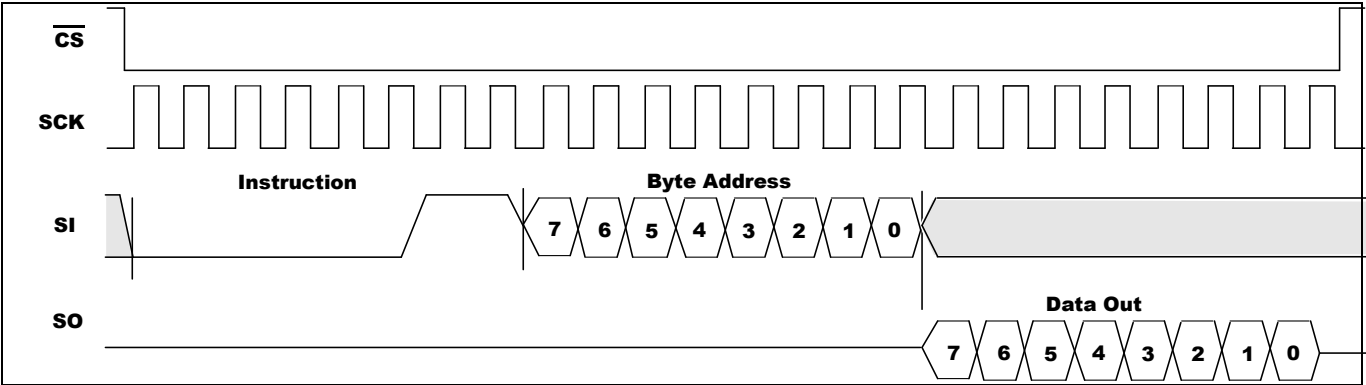 CS
SCK
Instruction
Byte Address
SI
7 6 5 4 3 2 1 0
Data Out
SO
7 6 5 4 3 2 1 0